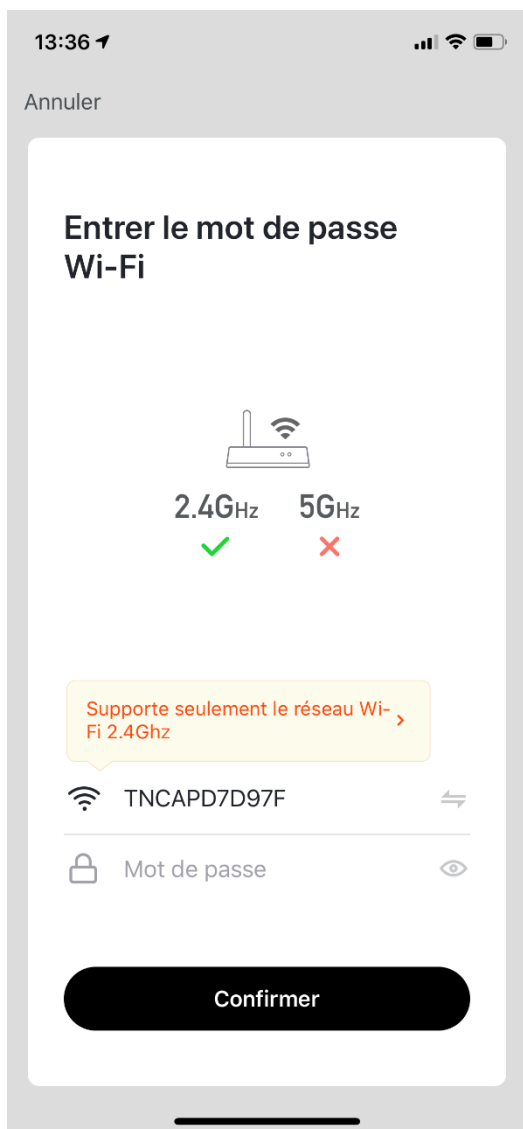 13:36
Annuler
Entrer le mot de passe
Wi-Fi
2.4GHz 5GHz
Supporte seulement le réseau Wi-
Fi 2.4Ghz
TNCAPD7D97F
Mot de passe
Confirmer